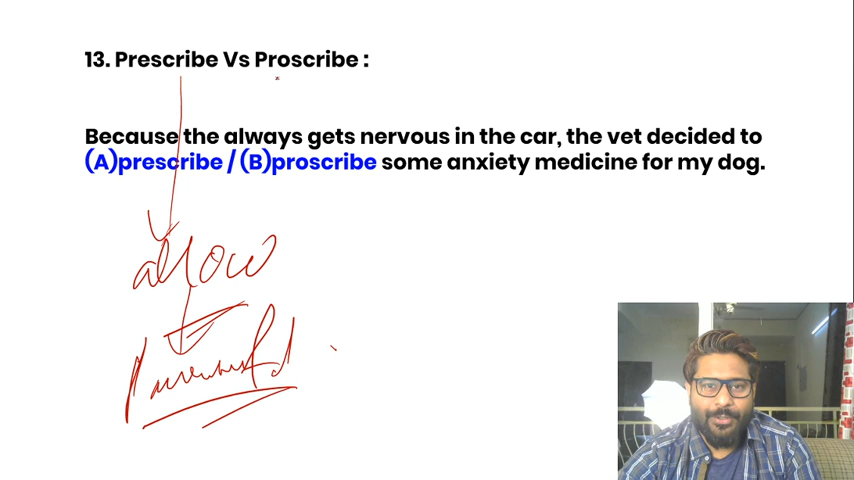 13. Prescribe Vs Proscribe :
Because the always gets nervous in the car, the vet decided to
(A)prescribe / (B)proscribe some anxiety medicine for my dog.
allow